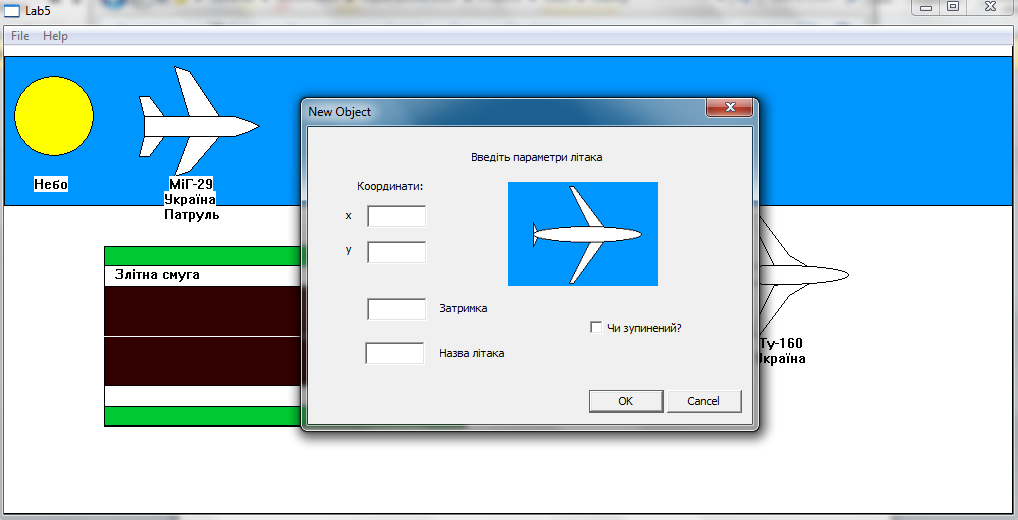 Lab5
File Help
New Object
Введіть параметри літака
Координати:
x
y
Затримка
Чи зупинений?
Назва літака
OK Cancel
Небо
МіГ-29
Україна
Патруль
Злітна смуга
Ту-160
країна